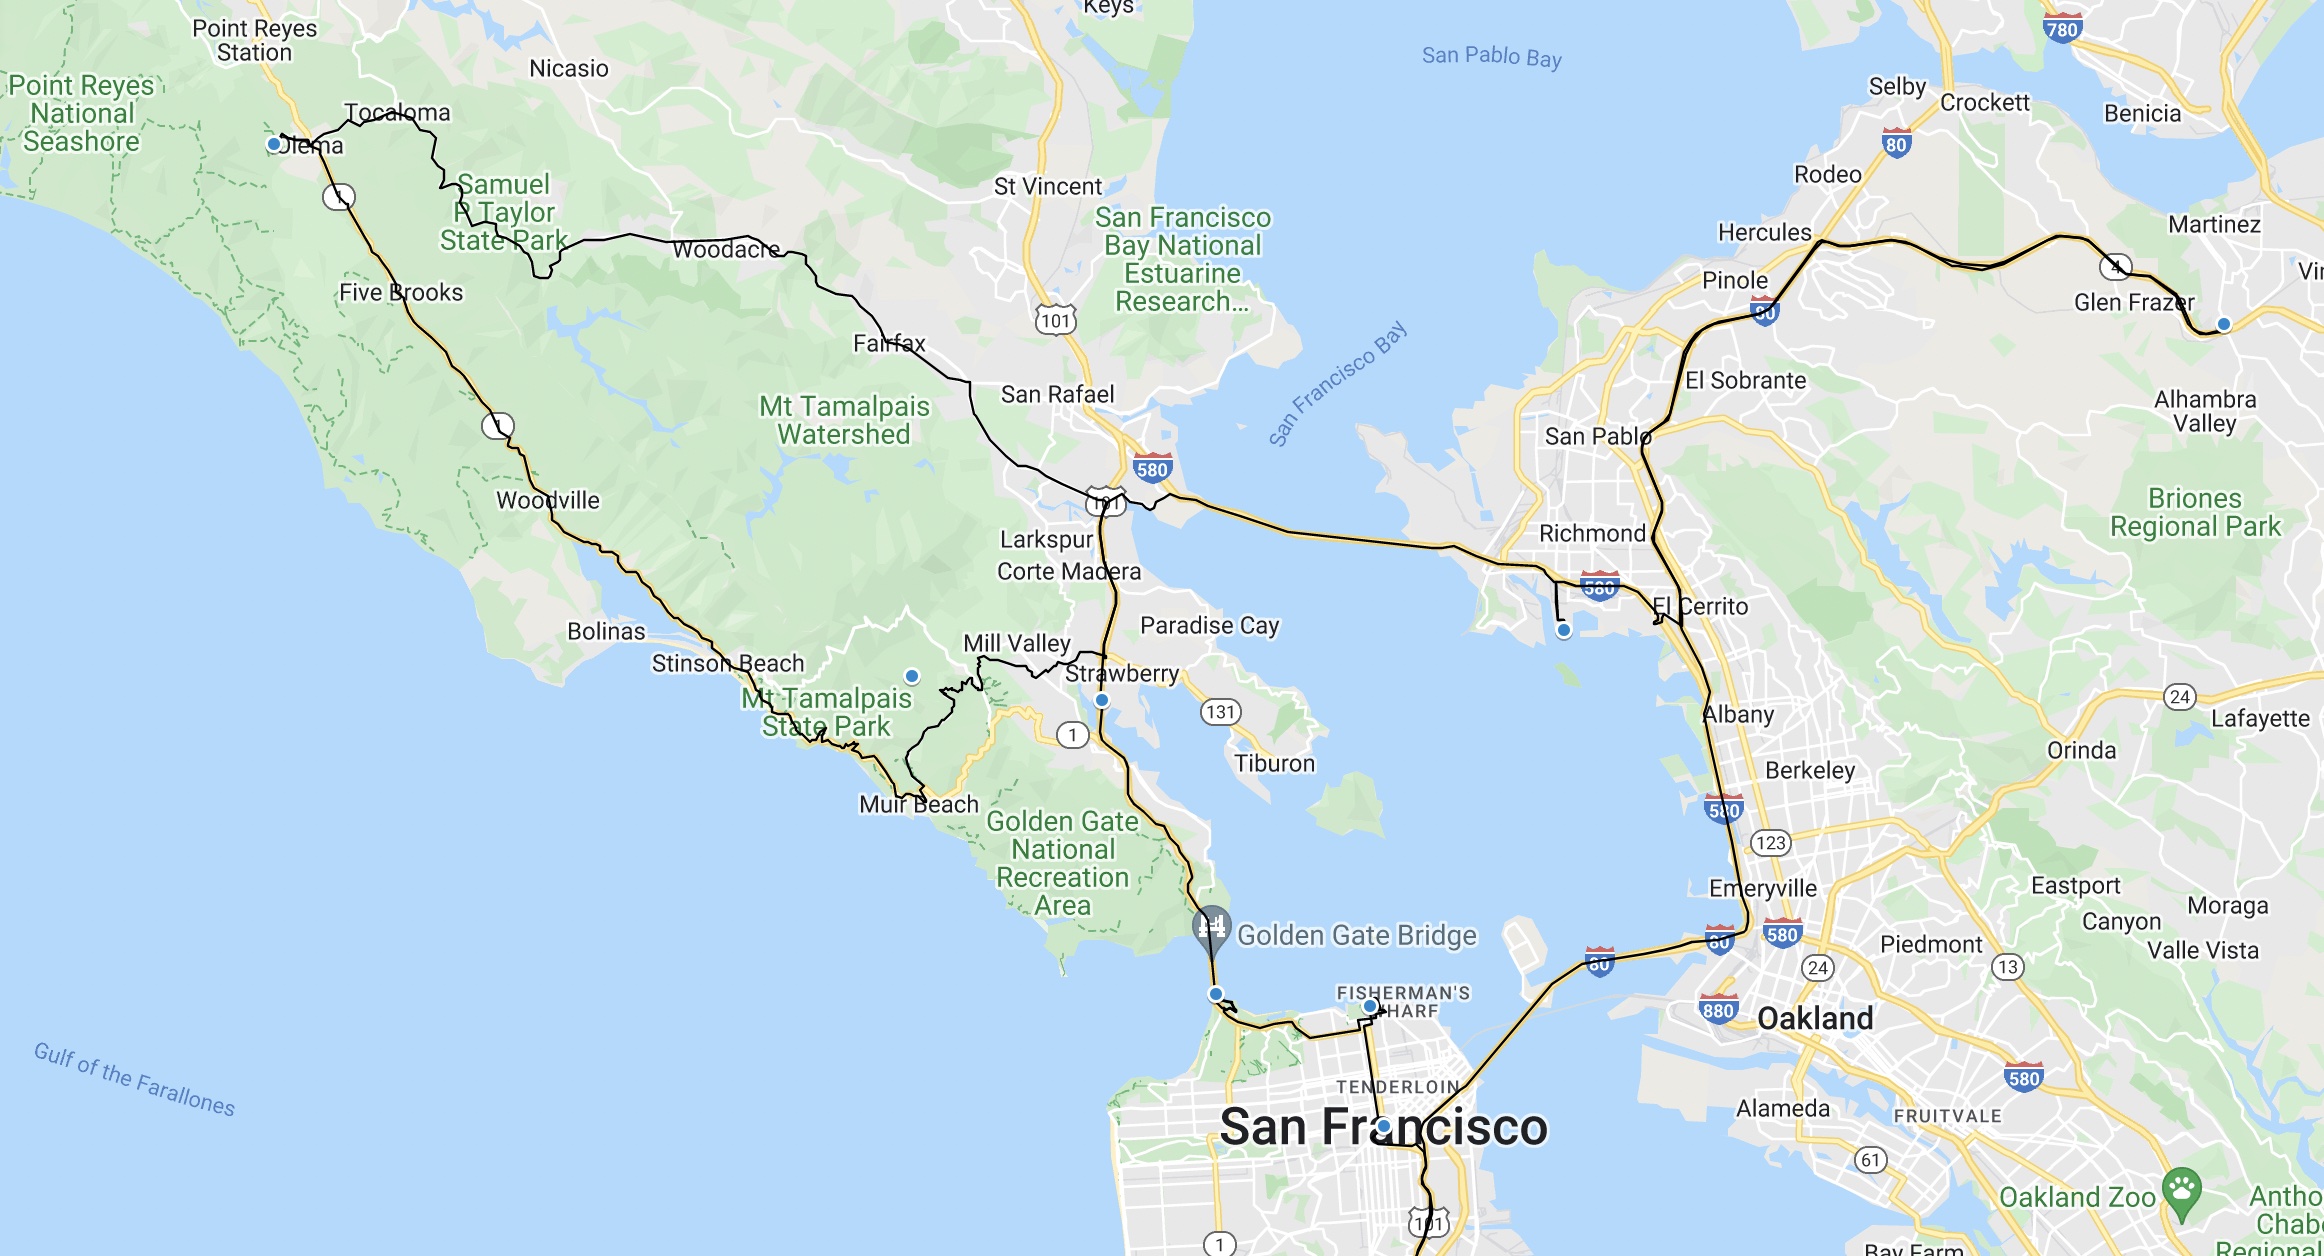 Keys
Point Reyes
Station
San Pablo Bay
780
Nicasio
Selby
Crockett
Point Reyes
National
Seashore
Tocaloma
Benicia
80
Olema
Rodeo
Samuel
P Taylor
State Park
St Vincent
1
San Francisco
Bay National
Estuarine
Research...
Hercules
Martinez
Woodacre
4
Vin
Pinole
Five Brooks
Glen Frazer
80
101
Fairfax
San Francisco Bay
El Sobrante
San Rafael
Alhambra
Valley
Mt Tamalpais
Watershed
1
San Pablo
580
Woodville
101
Briones
Regional Park
Larkspur
Richmond
Corte Madera
580
El Cerrito
Bolinas
Paradise Cay
Mill Valley
Stinson Beach
Strawberry
24
Mt Tamalpais
State Park
131
Albany
Lafayette
1
Orinda
Tiburon
Berkeley
Muir Beach
580
Golden Gate
National
Recreation
Area
123
Emeryville
Eastport
Moraga
Canyon
Golden Gate Bridge
80
580
Piedmont
Valle Vista
80
24
13
FISHERMAN'S
WHARF
880
Oakland
Gulf of the Farallones
TENDERLOIN
580
San Francisco
Alameda
FRUITVALE
61
Oakland Zoo
Antho
Chab
Regional
101
1
Bay Farm